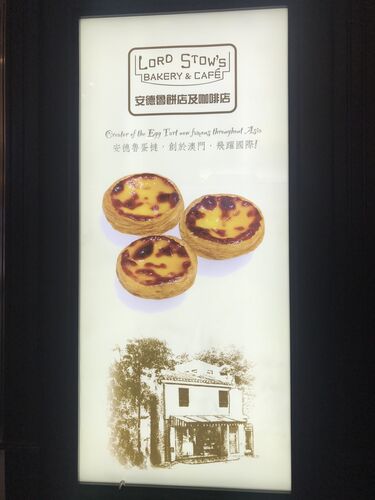 LORD STOW'S
BAKERY & CAFÉ
安德魯餅店及咖啡店
Creator of the Egg Tart now famous throughout Asia
安德魯蛋撻，創於澳門，飛躍國際!